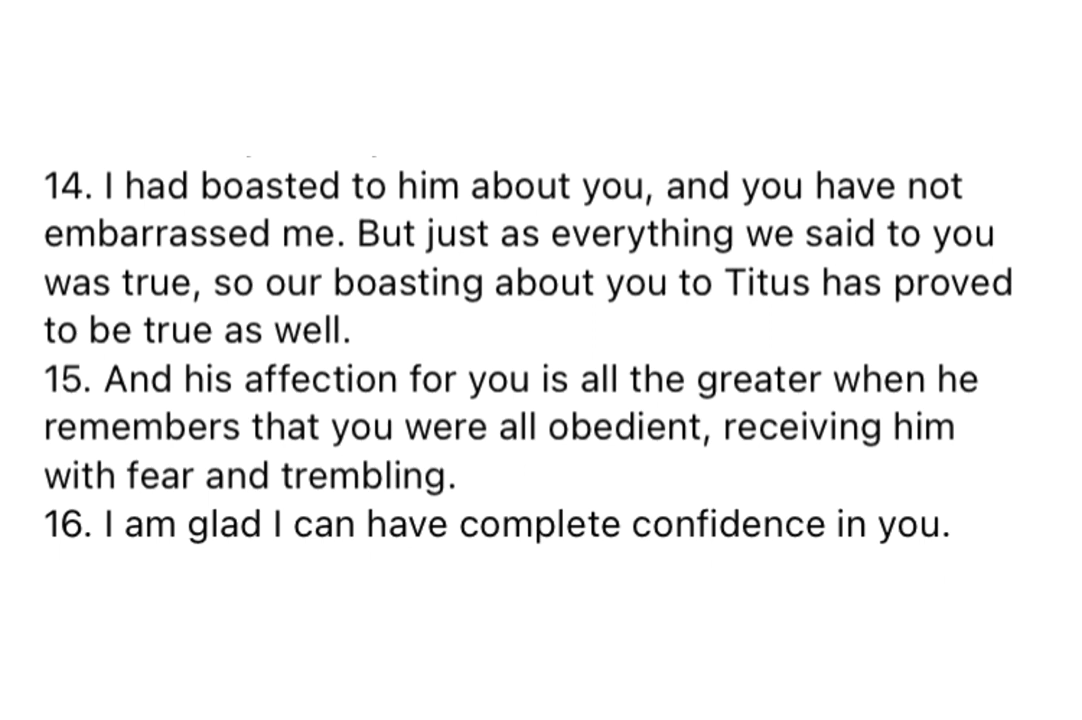 14. I had boasted to him about you, and you have not
embarrassed me. But just as everything we said to you
was true, so our boasting about you to Titus has proved
to be true as well.
15. And his affection for you is all the greater when he
remembers that you were all obedient, receiving him
with fear and trembling.
16. I am glad I can have complete confidence in you.